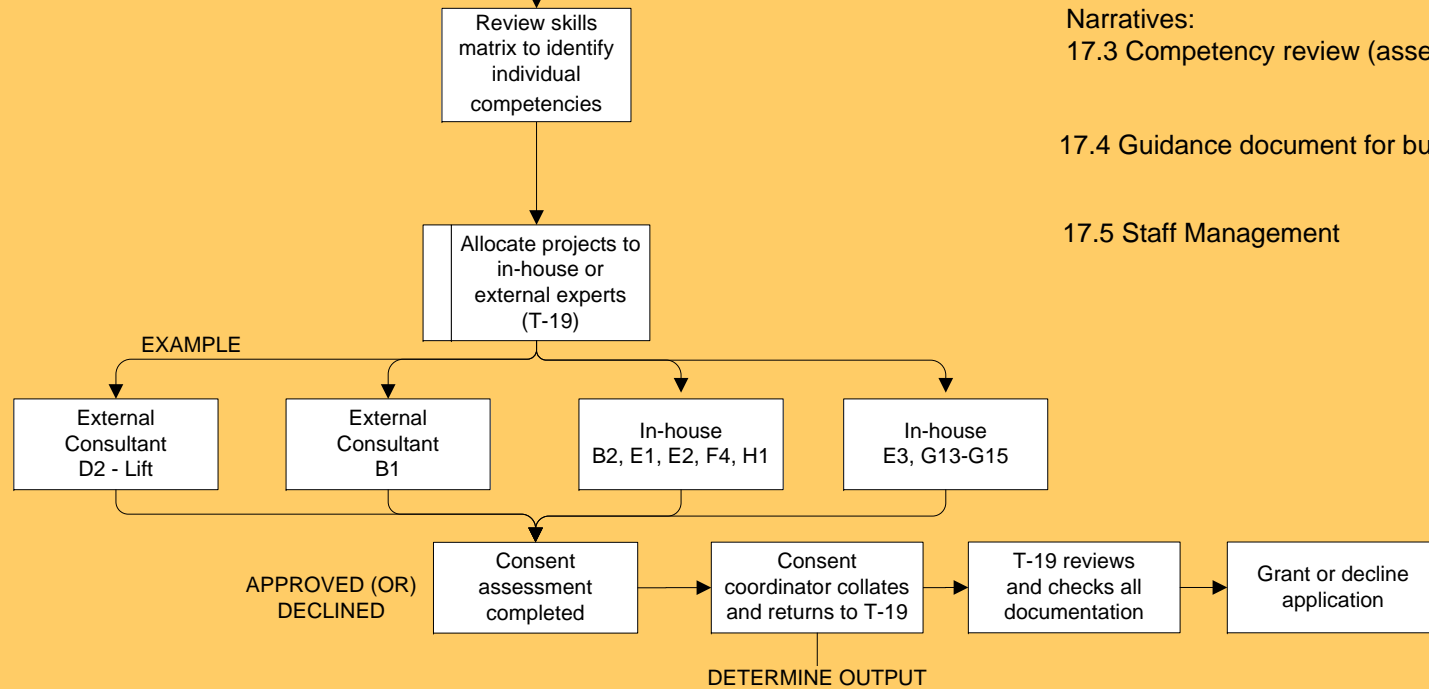 Review skills
matrix to identify
individual
competencies
Narratives:
17.3 Competency review (asse
17.4 Guidance document for bu
17.5 Staff Management
Allocate projects to
in-house or
external experts
(T-19)
EXAMPLE
External
Consultant
D2 - Lift
External
Consultant
B1
In-house
B2, E1, E2, F4, H1
In-house
E3, G13-G15
APPROVED (OR)
DECLINED
Consent
assessment
completed
Consent
coordinator collates
and returns to T-19
T-19 reviews
and checks all
documentation
Grant or decline
application
DETERMINE OUTPUT